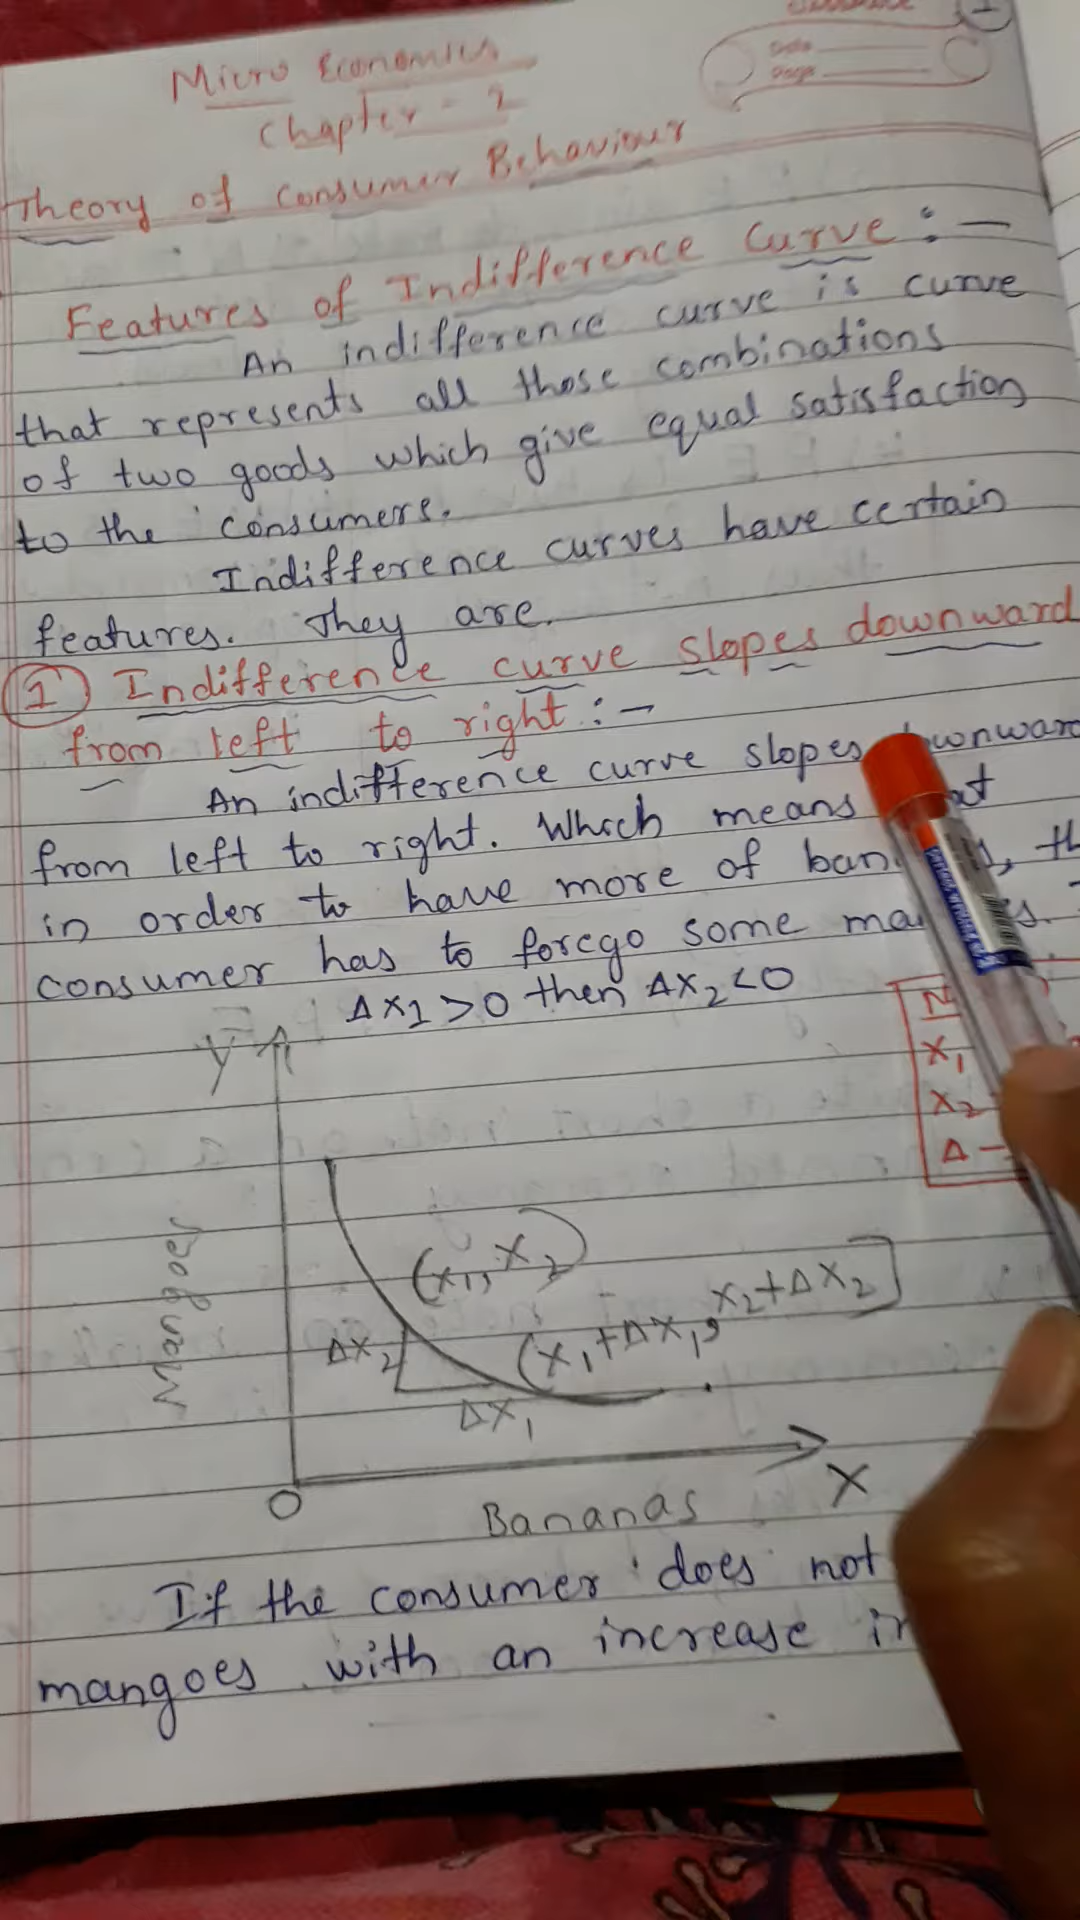 Micro Economics
Chapter - 2
Date
Page
Theory of Consumer Behaviour
Features of Indifference Curve : -
An indifference curve is curve
that represents all those combinations
of two goods which give equal satisfaction
to the consumers.
Indifference curves have certain
features. They are.
1 Indifference curve slopes downward
from left to right : -
An indifference curve slopes
from left to right. Which means
in order to have more of
consumer has to forego some
Δx1 >0 then Δx2 <0
N
X1
X2
Δ -
y
Mangoes
(x1, x2)
(x1+Δx1, x2+Δx2]
Δx2
Δx1
O
X
Bananas
If the consumer does not
mangoes with an increase